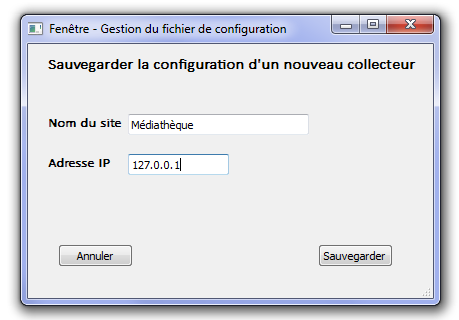 Fenêtre - Gestion du fichier de configuration
Sauvegarder la configuration d'un nouveau collecteur
Nom du site Médiathèque
Adresse IP 127.0.0.1
Annuler Sauvegarder